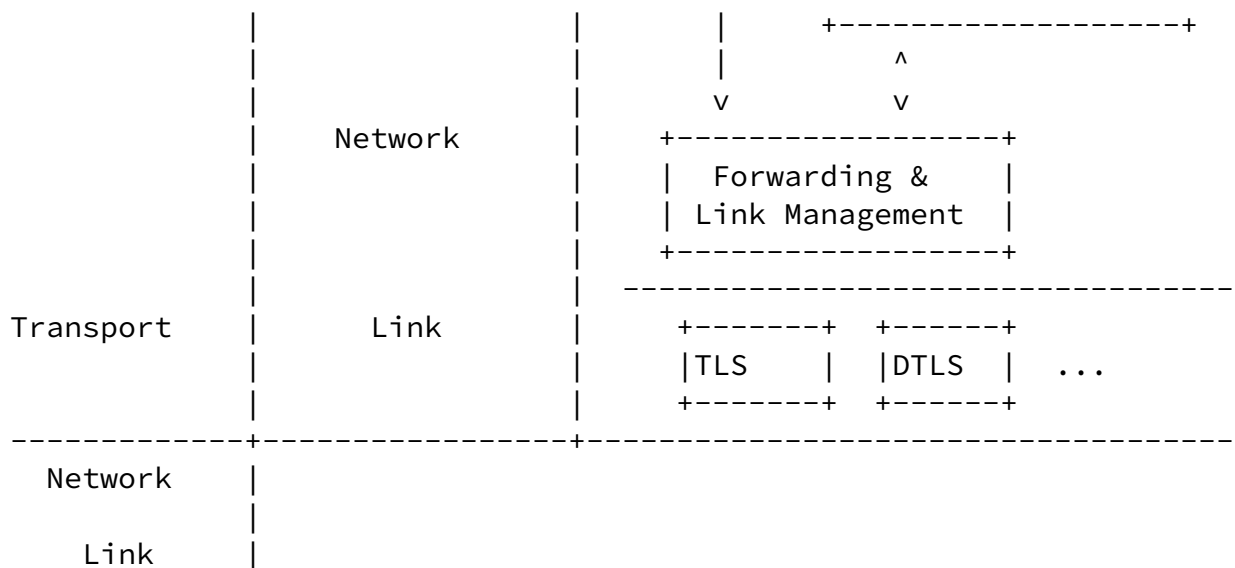 |                 |       |     +-------------------+
|                 |       |         ^
|                 |       v         v
|    Network      |    +------------------+
|                 |    |  Forwarding &    |
|                 |    | Link Management  |
|                 |    +------------------+
|                 |  ----------------------------------
Transport    |      Link       |     +-------+  +------+
|                 |     |TLS    |  |DTLS  |  ...
|                 |     +-------+  +------+
-------------+-----------------+------------------------------------
Network    |
|
Link     |